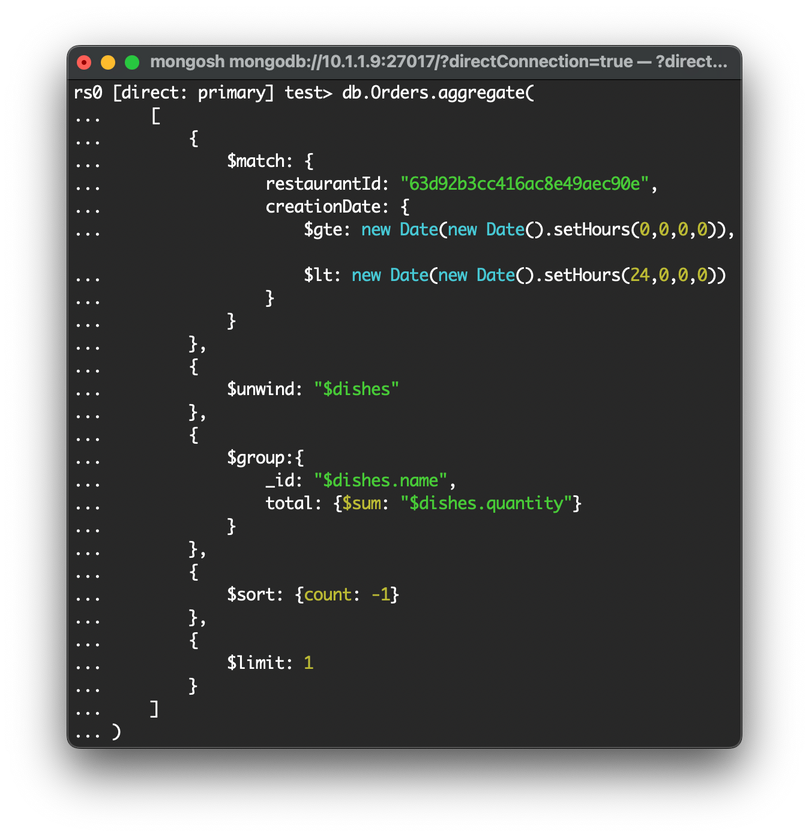 mongosh mongodb://10.1.1.9:27017/?directConnection=true — ?direct...
rs0 [direct: primary] test> db.Orders.aggregate(
...     [
...         {
...             $match: {
...                 restaurantId: "63d92b3cc416ac8e49aec90e",
...                 creationDate: {
...                     $gte: new Date(new Date().setHours(0,0,0,0)),
...                     $lt: new Date(new Date().setHours(24,0,0,0))
...                 }
...             }
...         },
...         {
...             $unwind: "$dishes"
...         },
...         {
...             $group:{
...                 _id: "$dishes.name",
...                 total: {$sum: "$dishes.quantity"}
...             }
...         },
...         {
...             $sort: {count: -1}
...         },
...         {
...             $limit: 1
...         }
...     ]
... )